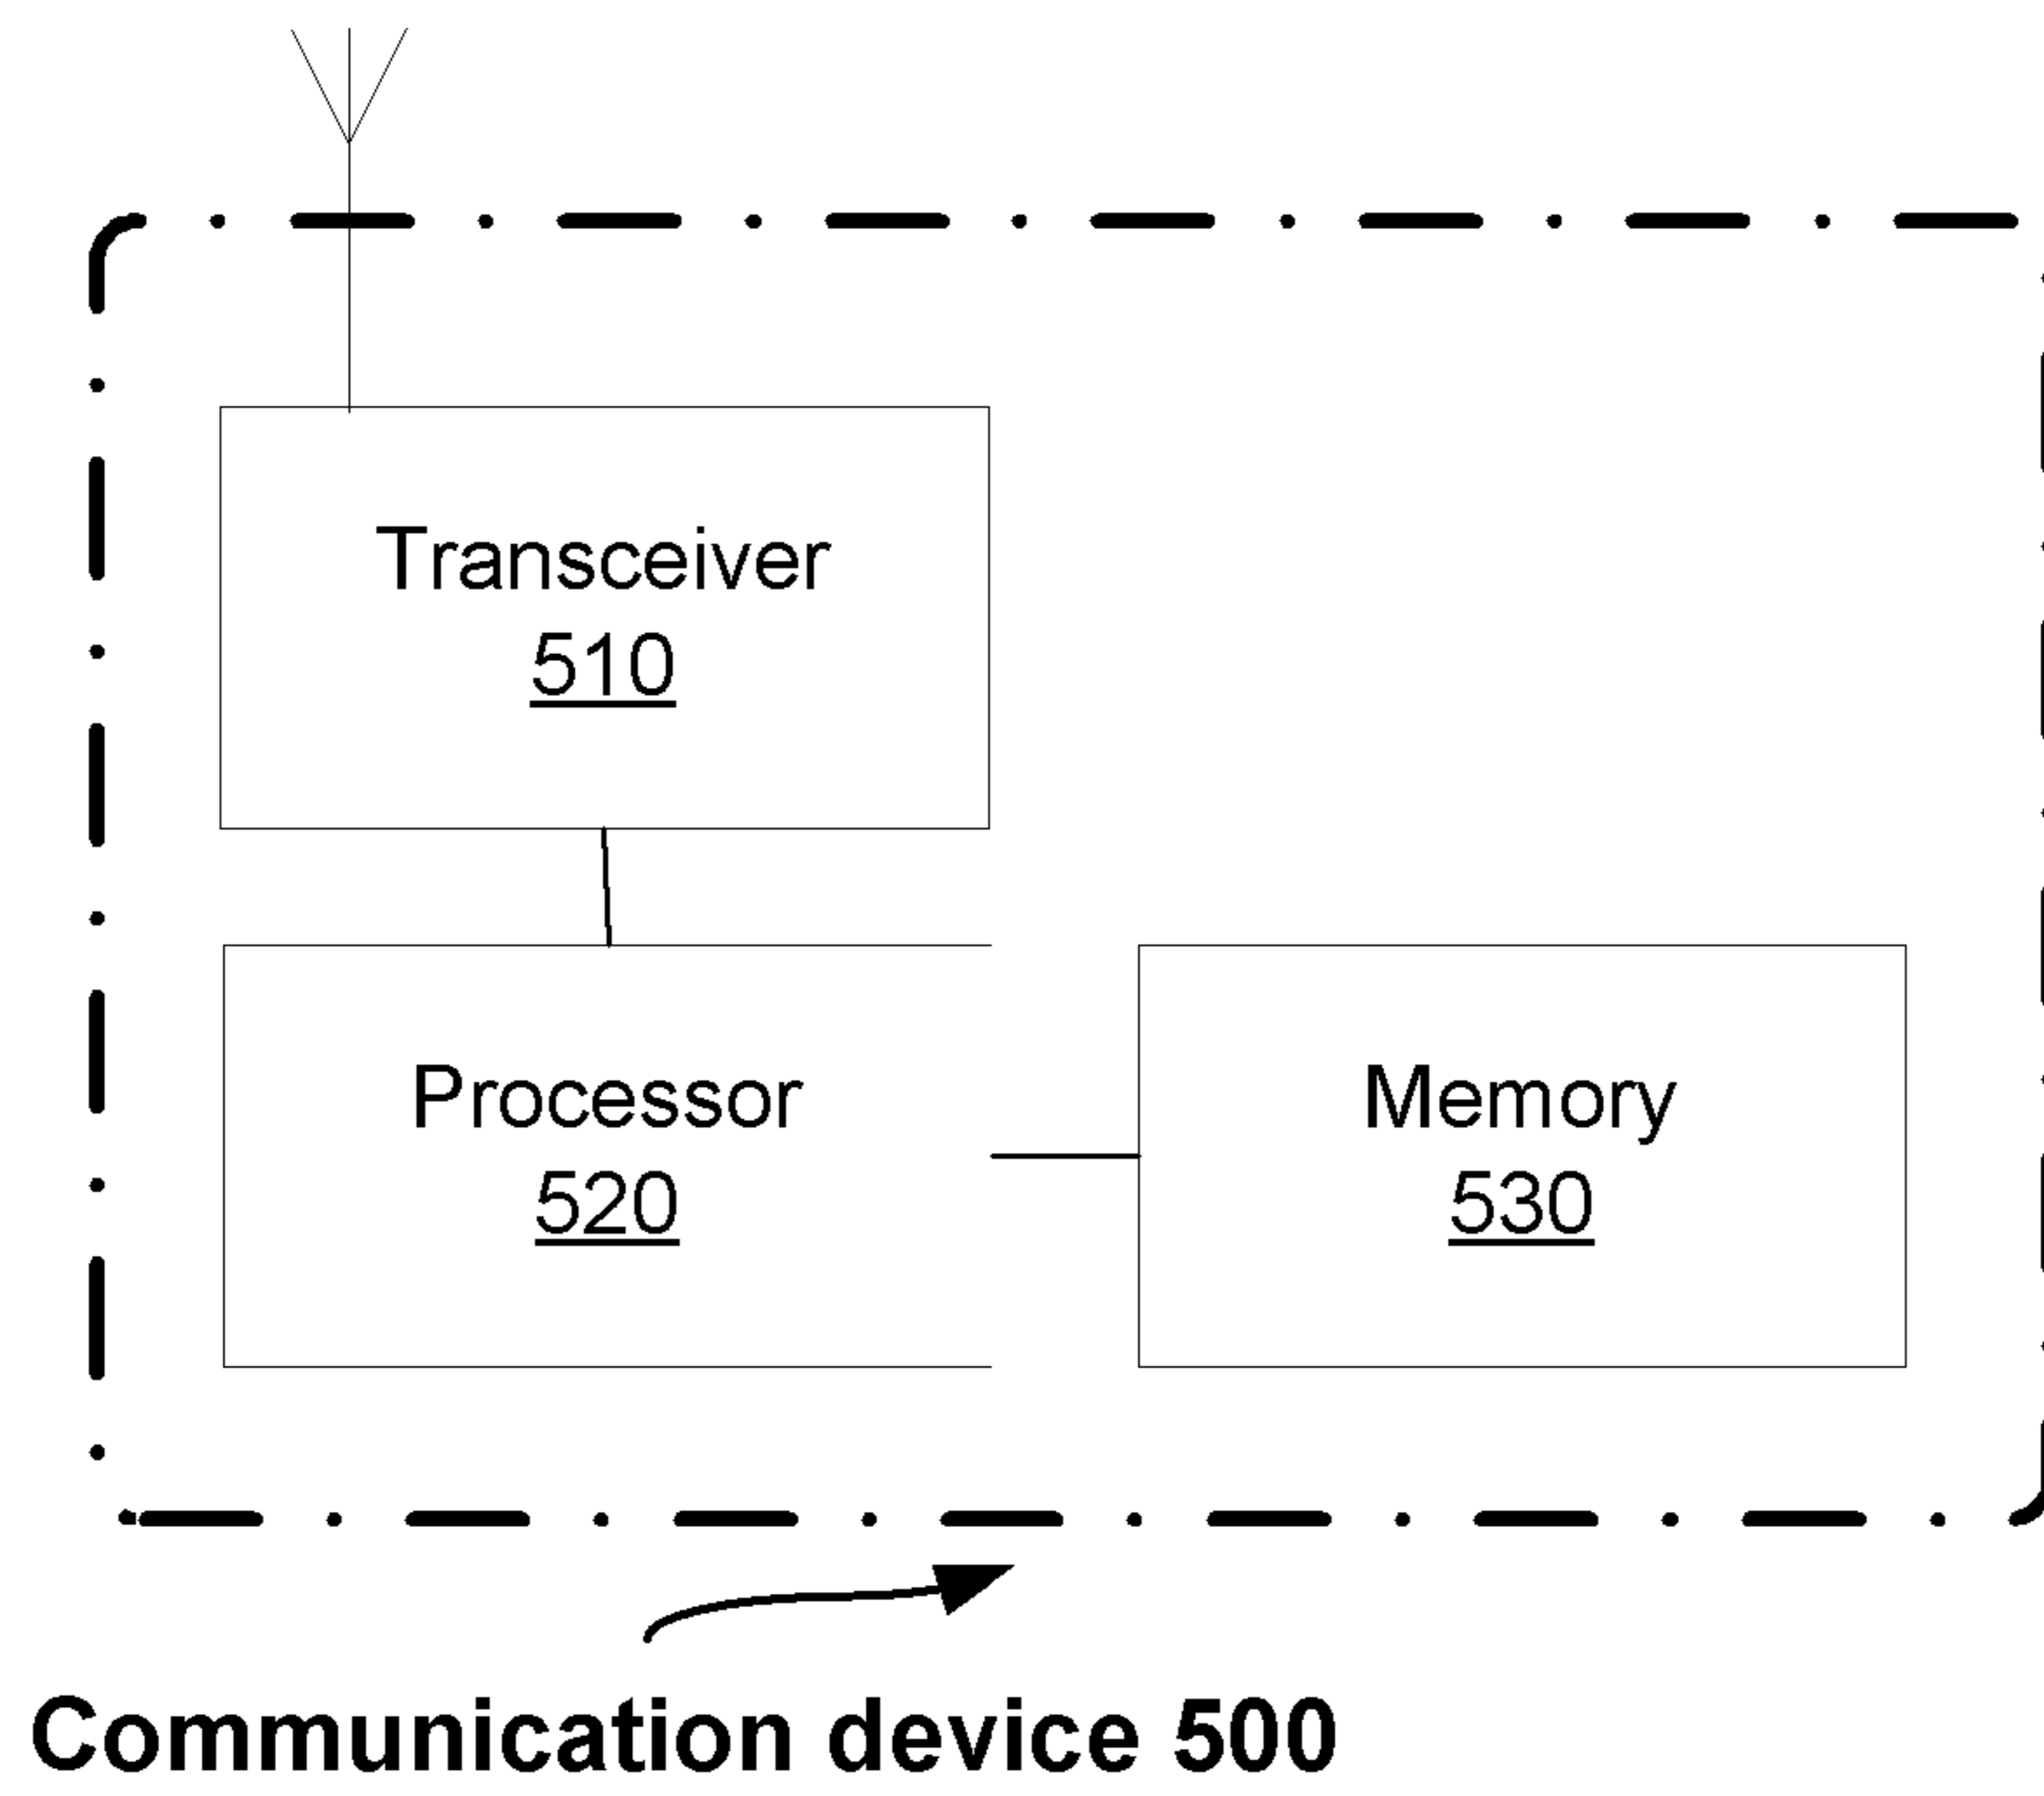 Transceiver
510
Processor
520
Memory
530
Communication device 500